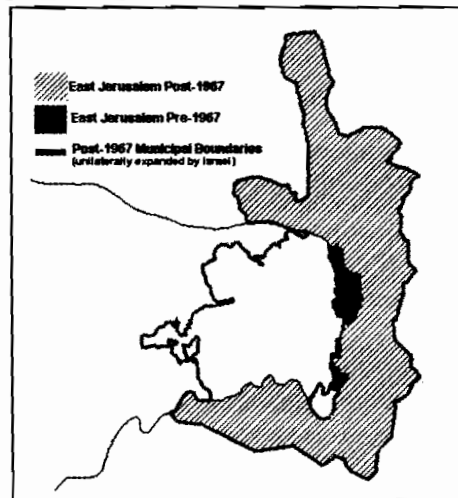 East Jerusalem Post-1967
East Jerusalem Pre-1967
Post-1967 Municipal Boundaries
(unilaterally expanded by Israel)